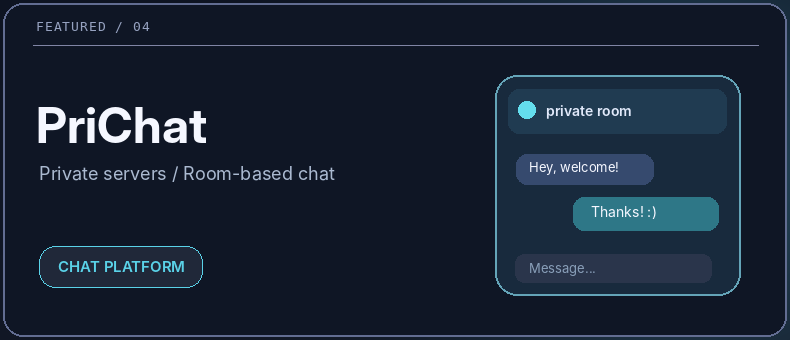 FEATURED / 04
PriChat
Private servers / Room-based chat
CHAT PLATFORM
private room
Hey, welcome!
Thanks! :)
Message...